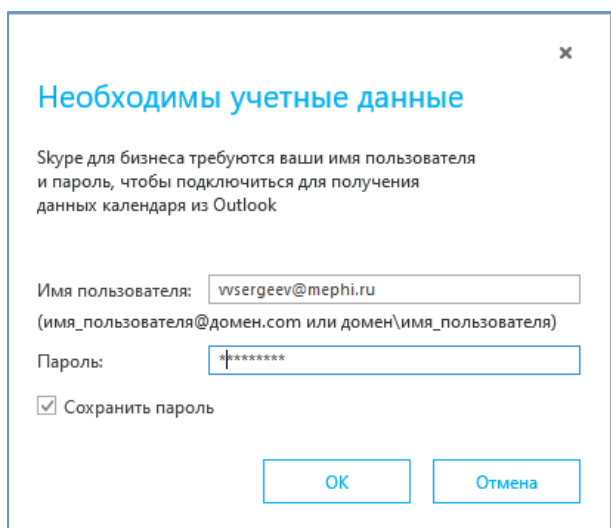 Необходимы учетные данные
Skype для бизнеса требуются ваши имя пользователя
и пароль, чтобы подключиться для получения
данных календаря из Outlook
Имя пользователя: vvsergeev@mephi.ru
(имя_пользователя@домен.com или домен\имя_пользователя)
Пароль: *********
Сохранить пароль
ОК Отмена